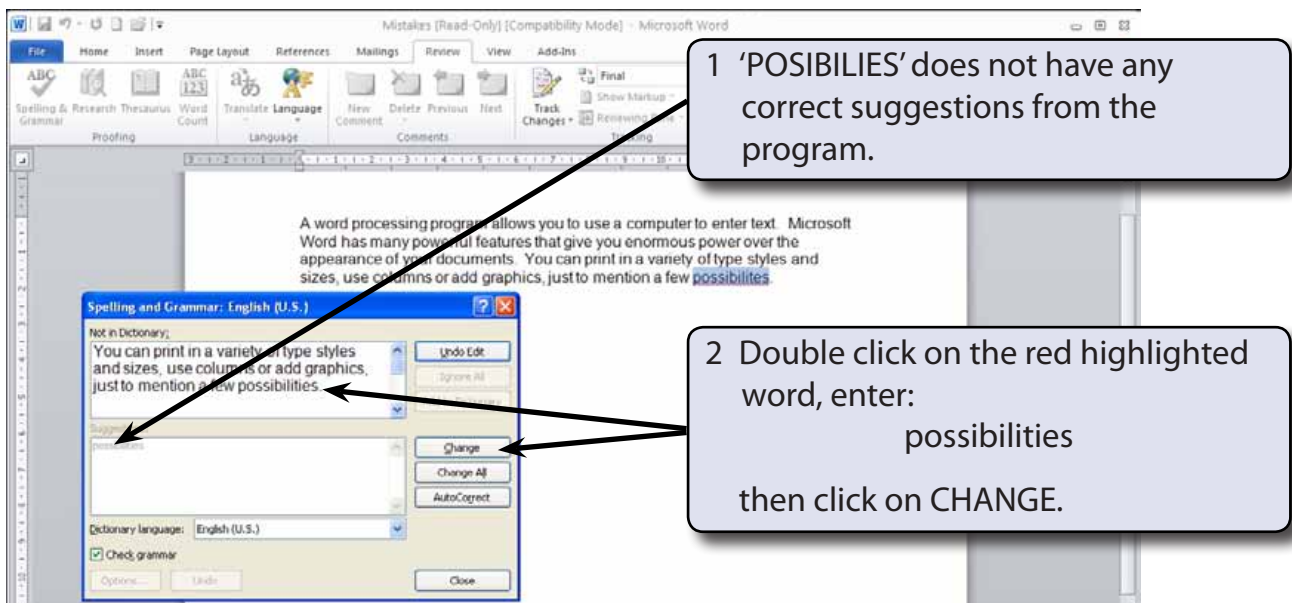 Mistakes [Read-Only] [Compatibility Mode] - Microsoft Word
File Home Insert Page Layout References Mailings Review View Add-Ins
ABC
ABC
123
Spelling & Grammar
Research
Thesaurus
Word Count
Translate
Language
New Comment
Delete
Previous
Next
Track Changes
Final
Show Markup
Proofing
Language
Comments
1 ‘POSIBILIES’ does not have any
correct suggestions from the
program.
A word processing program allows you to use a computer to enter text. Microsoft
Word has many powerful features that give you enormous power over the
appearance of your documents. You can print in a variety of type styles and
sizes, use columns or add graphics, just to mention a few possibilites.
Spelling and Grammar: English (U.S.)
Not in Dictionary:
You can print in a variety of type styles
and sizes, use columns or add graphics,
just to mention a few possibilities.
Undo Edit
Ignore All
Change
Change All
AutoCorrect
Dictionary language: English (U.S.)
Check grammar
Options... Undo Close
2 Double click on the red highlighted
word, enter:
possibilities
then click on CHANGE.